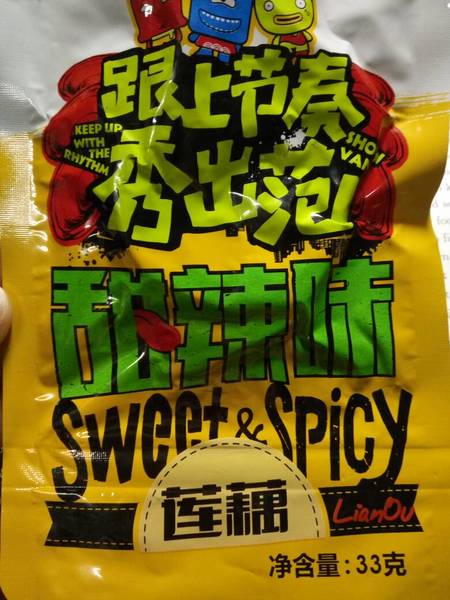 跟上节奏
KEEP UP
WITH
THE
RHYTHM
秀出范儿
甜辣味
Sweet & Spicy
莲藕
LianOu
净含量:33克